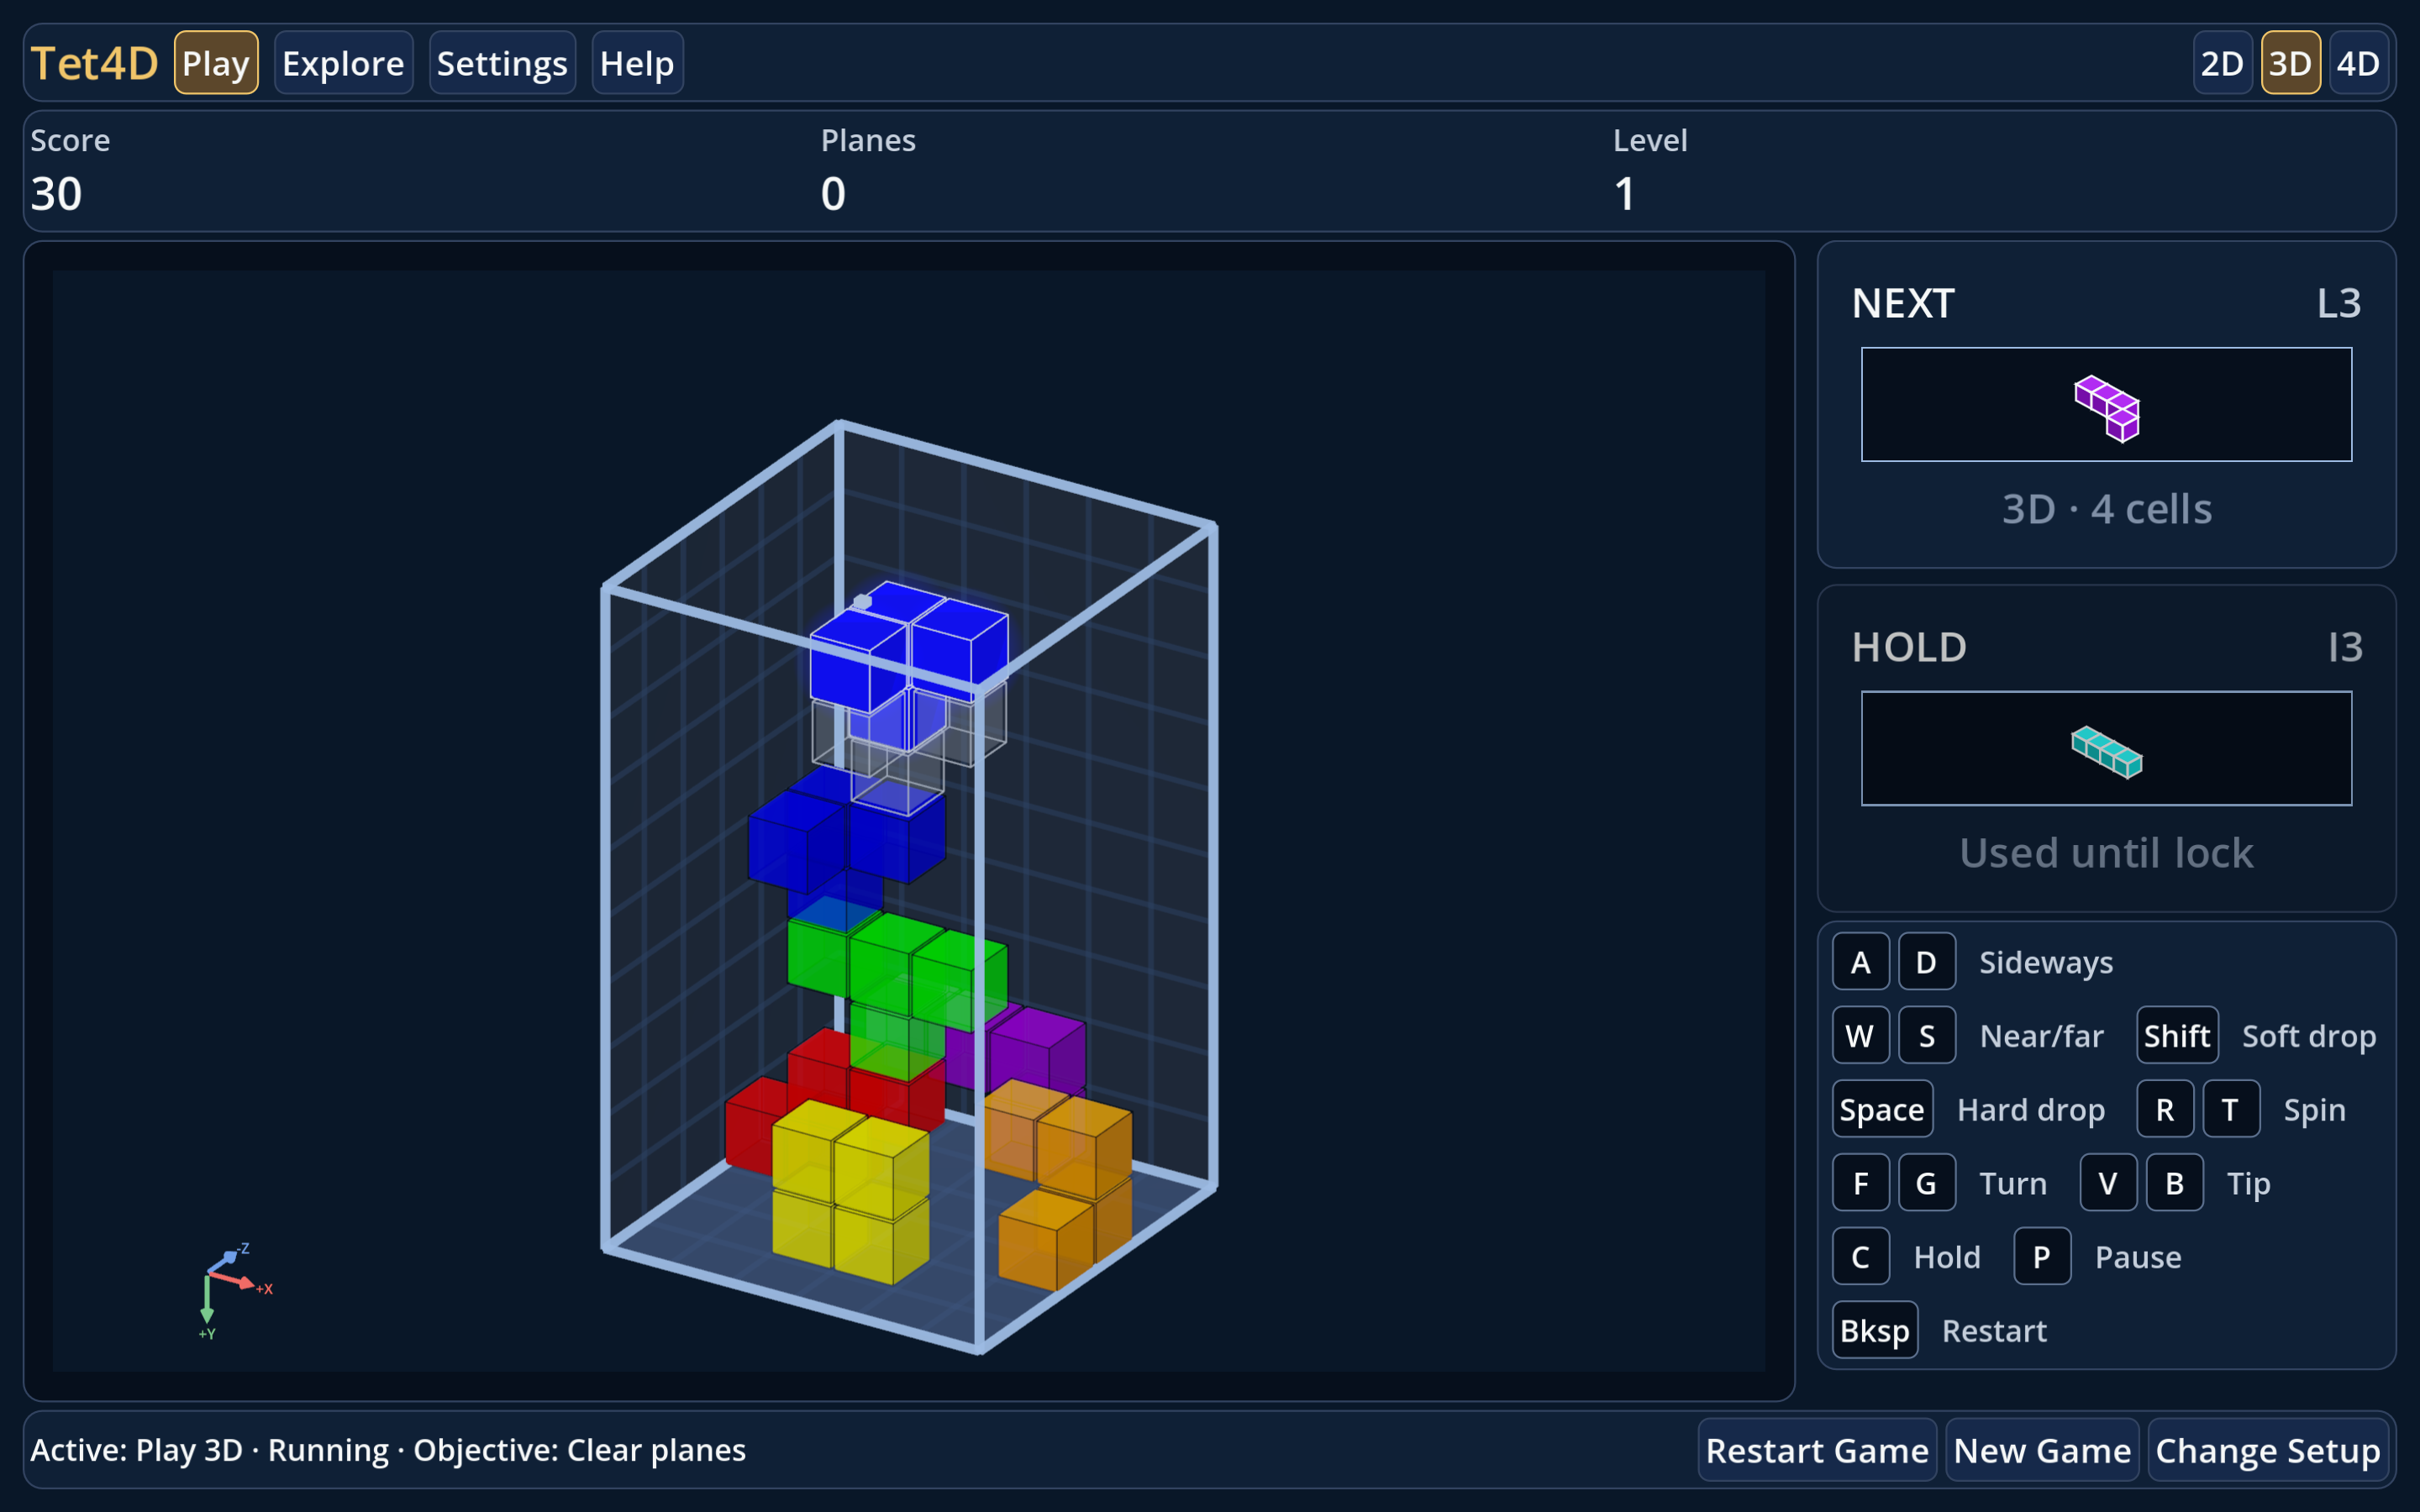 Tet4D Play Explore Settings Help 2D 3D 4D
Score Planes Level
30 0 1
NEXT L3
3D · 4 cells
HOLD I3
Used until lock
A D Sideways
W S Near/far Shift Soft drop
Space Hard drop R T Spin
F G Turn V B Tip
C Hold P Pause
Bksp Restart
-Z
+X
+Y
Active: Play 3D · Running · Objective: Clear planes Restart Game New Game Change Setup